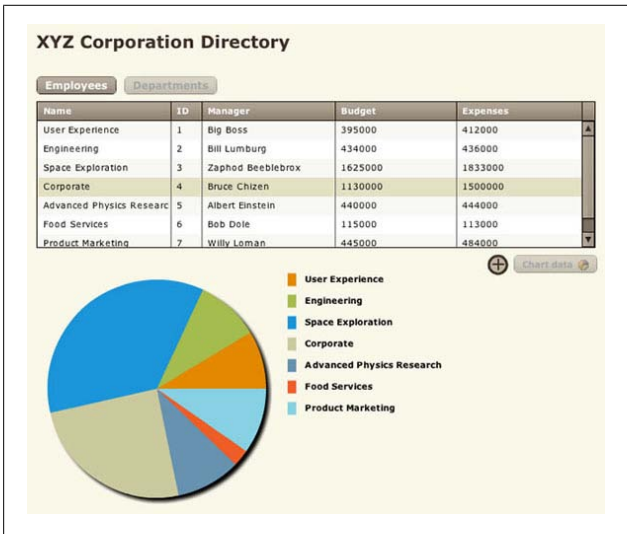 XYZ Corporation Directory
Employees Departments
Name ID Manager Budget Expenses
User Experience 1 Big Boss 395000 412000
Engineering 2 Bill Lumburg 434000 436000
Space Exploration 3 Zaphod Beeblebrox 1625000 1833000
Corporate 4 Bruce Chizen 1130000 1500000
Advanced Physics Researc 5 Albert Einstein 440000 444000
Food Services 6 Bob Dole 115000 113000
Product Marketing 7 Willy Loman 445000 484000
Chart data
User Experience
Engineering
Space Exploration
Corporate
Advanced Physics Research
Food Services
Product Marketing